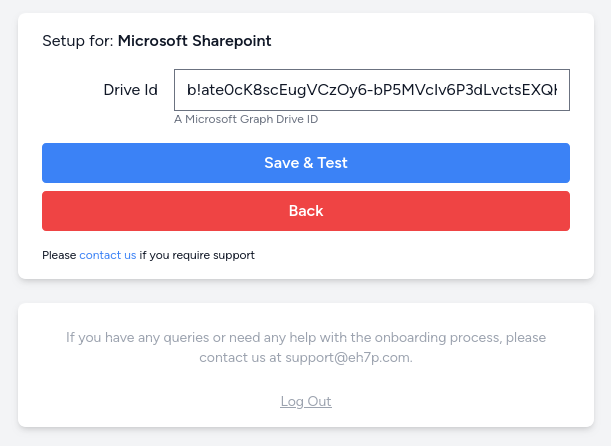 Setup for: Microsoft Sharepoint
Drive Id
b!ate0cK8scEugVCzOy6-bP5MVclv6P3dLvctsEXQ
A Microsoft Graph Drive ID
Save & Test
Back
Please contact us if you require support
If you have any queries or need any help with the onboarding process, please
contact us at support@eh7p.com.
Log Out